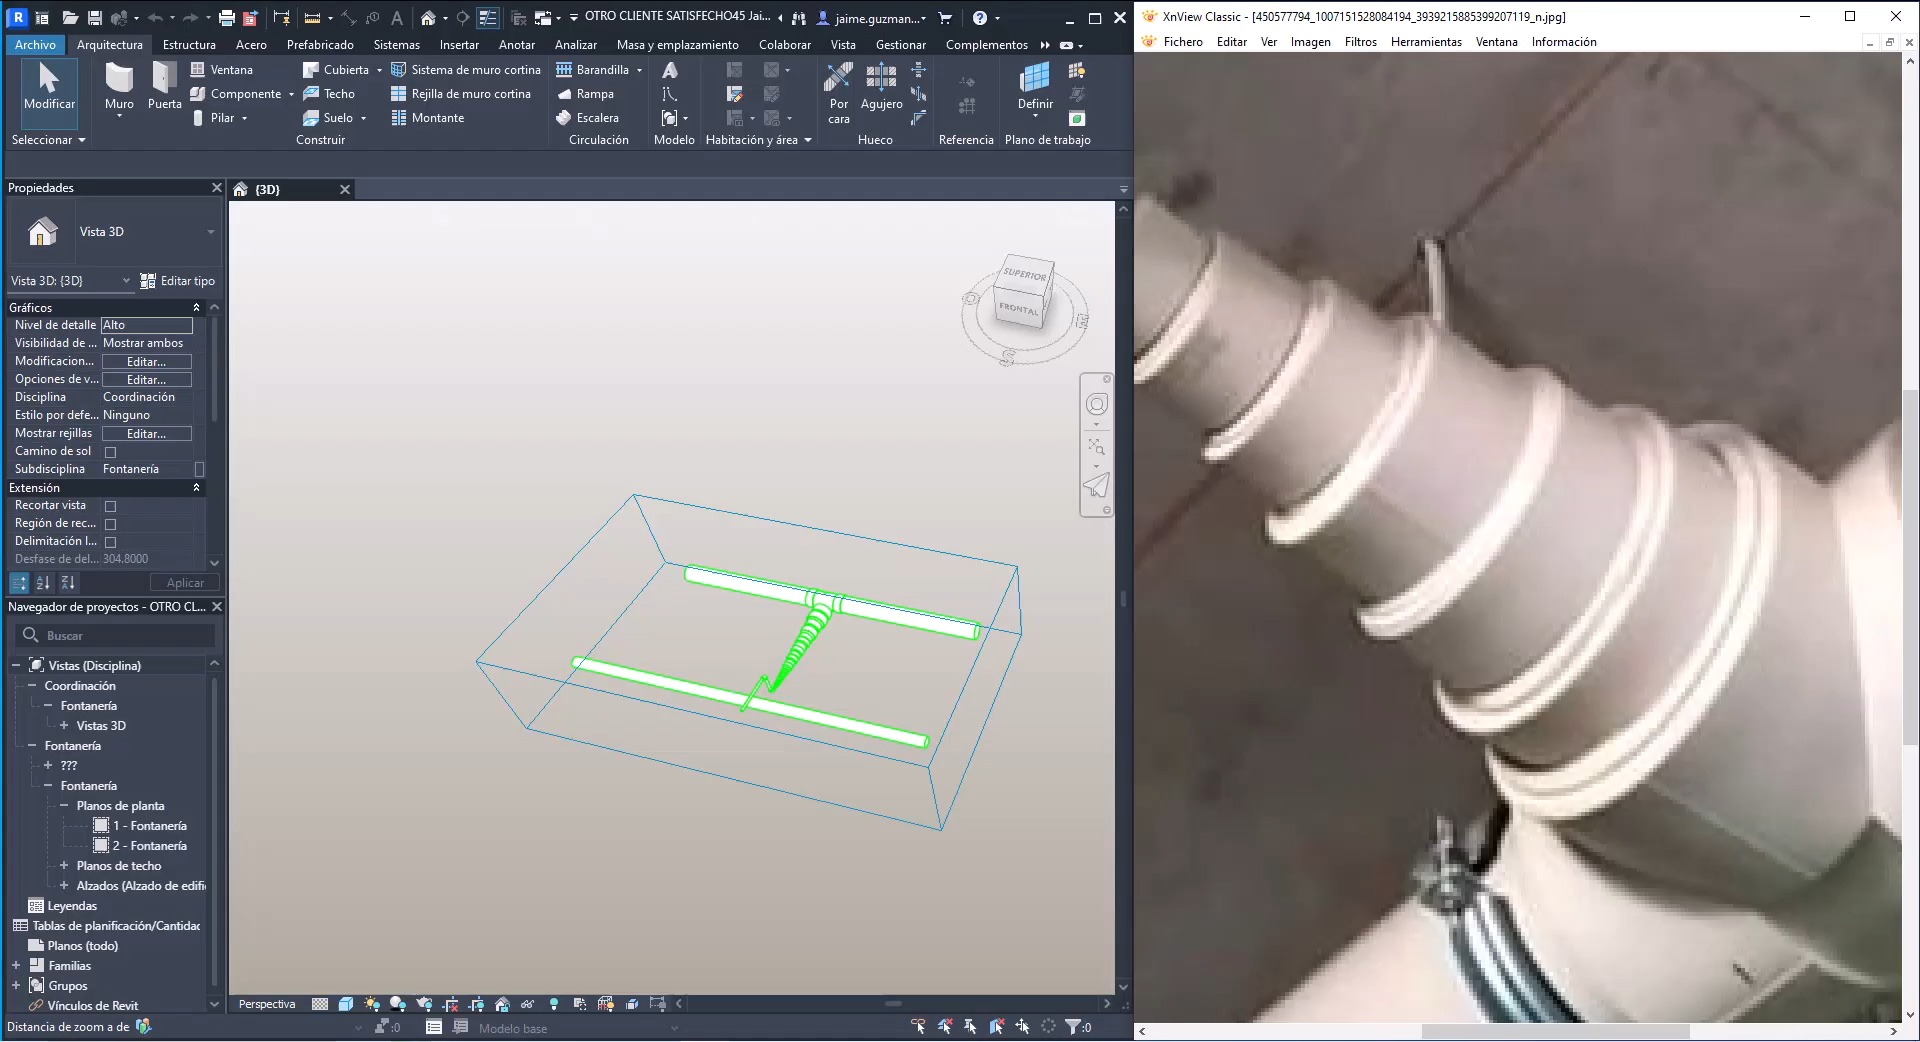 OTRO CLIENTE SATISFECHO45 Jai...
jaime.guzman...
Archivo Arquitectura Estructura Acero Prefabricado Sistemas Insertar Anotar Analizar Masa y emplazamiento Colaborar Vista Gestionar Complementos
Modificar
Muro
Puerta
Ventana
Componente
Pilar
Cubierta
Techo
Suelo
Sistema de muro cortina
Rejilla de muro cortina
Montante
Barandilla
Rampa
Escalera
Por cara
Agujero
Definir
Seleccionar Construir Circulación Modelo Habitación y área Hueco Referencia Plano de trabajo
Propiedades
Vista 3D
Vista 3D: {3D} Editar tipo
Gráficos
Nivel de detalle Alto
Visibilidad de ... Mostrar ambos
Modificacion... Editar...
Opciones de v... Editar...
Disciplina Coordinación
Estilo por defe... Ninguno
Mostrar rejillas Editar...
Camino de sol
Subdisciplina Fontanería
Extensión
Recortar vista
Región de rec...
Delimitación l...
Desfase de del... 304.8000
Aplicar
Navegador de proyectos - OTRO CL...
Buscar
Vistas (Disciplina)
Coordinación
Fontanería
Vistas 3D
Fontanería
???
Fontanería
Planos de planta
1 - Fontanería
2 - Fontanería
Planos de techo
Alzados (Alzado de edifi
Leyendas
Tablas de planificación/Cantidac
Planos (todo)
Familias
Grupos
Vínculos de Revit
Distancia de zoom a de
{3D}
SUPERIOR
FRONTAL
O
S
Perspectiva
:0
Modelo base
:0
XnView Classic - [450577794_1007151528084194_3939215885399207119_n.jpg]
Fichero Editar Ver Imagen Filtros Herramientas Ventana Información